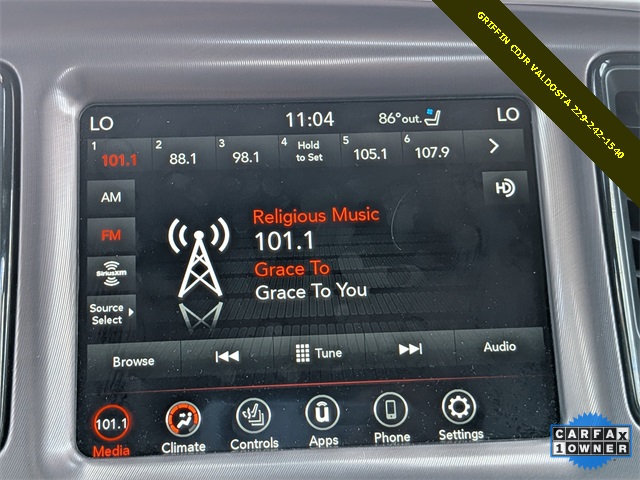 GRIFFIN CDJR VALDOSTA 229-242-1540
LO 11:04 86°out. LO
1 101.1 2 88.1 3 98.1 4 Hold to Set 5 105.1 6 107.9
AM
HD
FM
Religious Music
101.1
SiriusXM
Grace To
Grace To You
Source
Select
Browse Tune Audio
101.1
Media Climate Controls Apps Phone Settings
CARFAX
1 OWNER